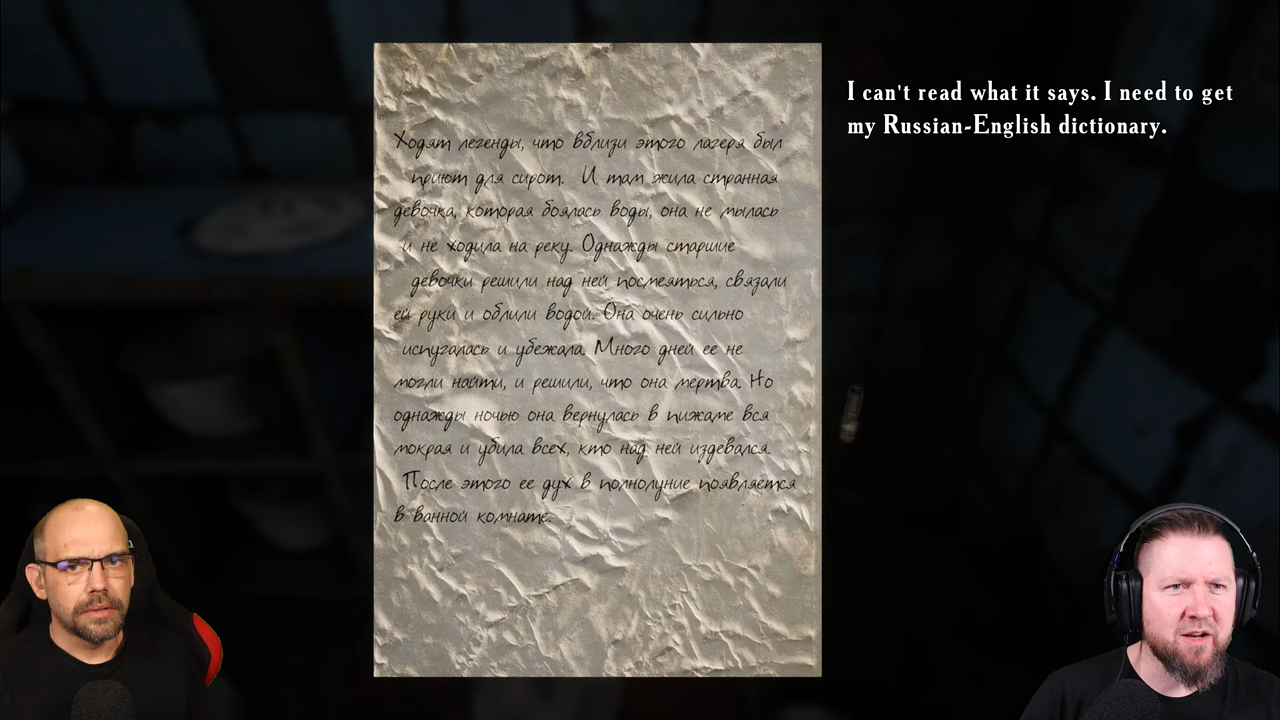 Ходят легенды, что вблизи этого лагеря был
приют для сирот. И там жила странная
девочка, которая боялась воды, она не мылась
и не ходила на реку. Однажды старшие
девочки решили над ней посмеяться, связали
ей руки и облили водой. Она очень сильно
испугалась и убежала. Много дней ее не
могли найти, и решили, что она мертва. Но
однажды ночью она вернулась в пижаме вся
мокрая и убила всех, кто над ней издевался.
После этого ее дух в полнолуние появляется
в ванной комнате.
I can't read what it says. I need to get
my Russian-English dictionary.